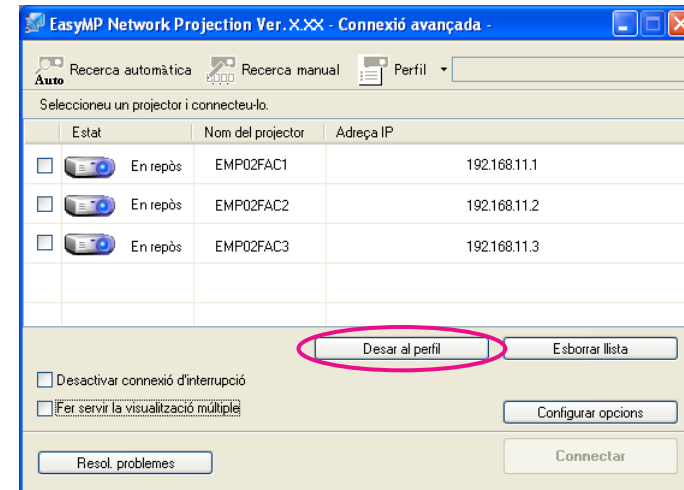 EasyMP Network Projection Ver.X.XX - Connexió avançada -
Auto Recerca automàtica Recerca manual Perfil
Seleccioneu un projector i connecteu-lo.
Estat Nom del projector Adreça IP
En repòs EMP02FAC1 192.168.11.1
En repòs EMP02FAC2 192.168.11.2
En repòs EMP02FAC3 192.168.11.3
Desar al perfil Esborrar llista
Desactivar connexió d'interrupció
Fer servir la visualització múltiple Configurar opcions
Resol. problemes Connectar